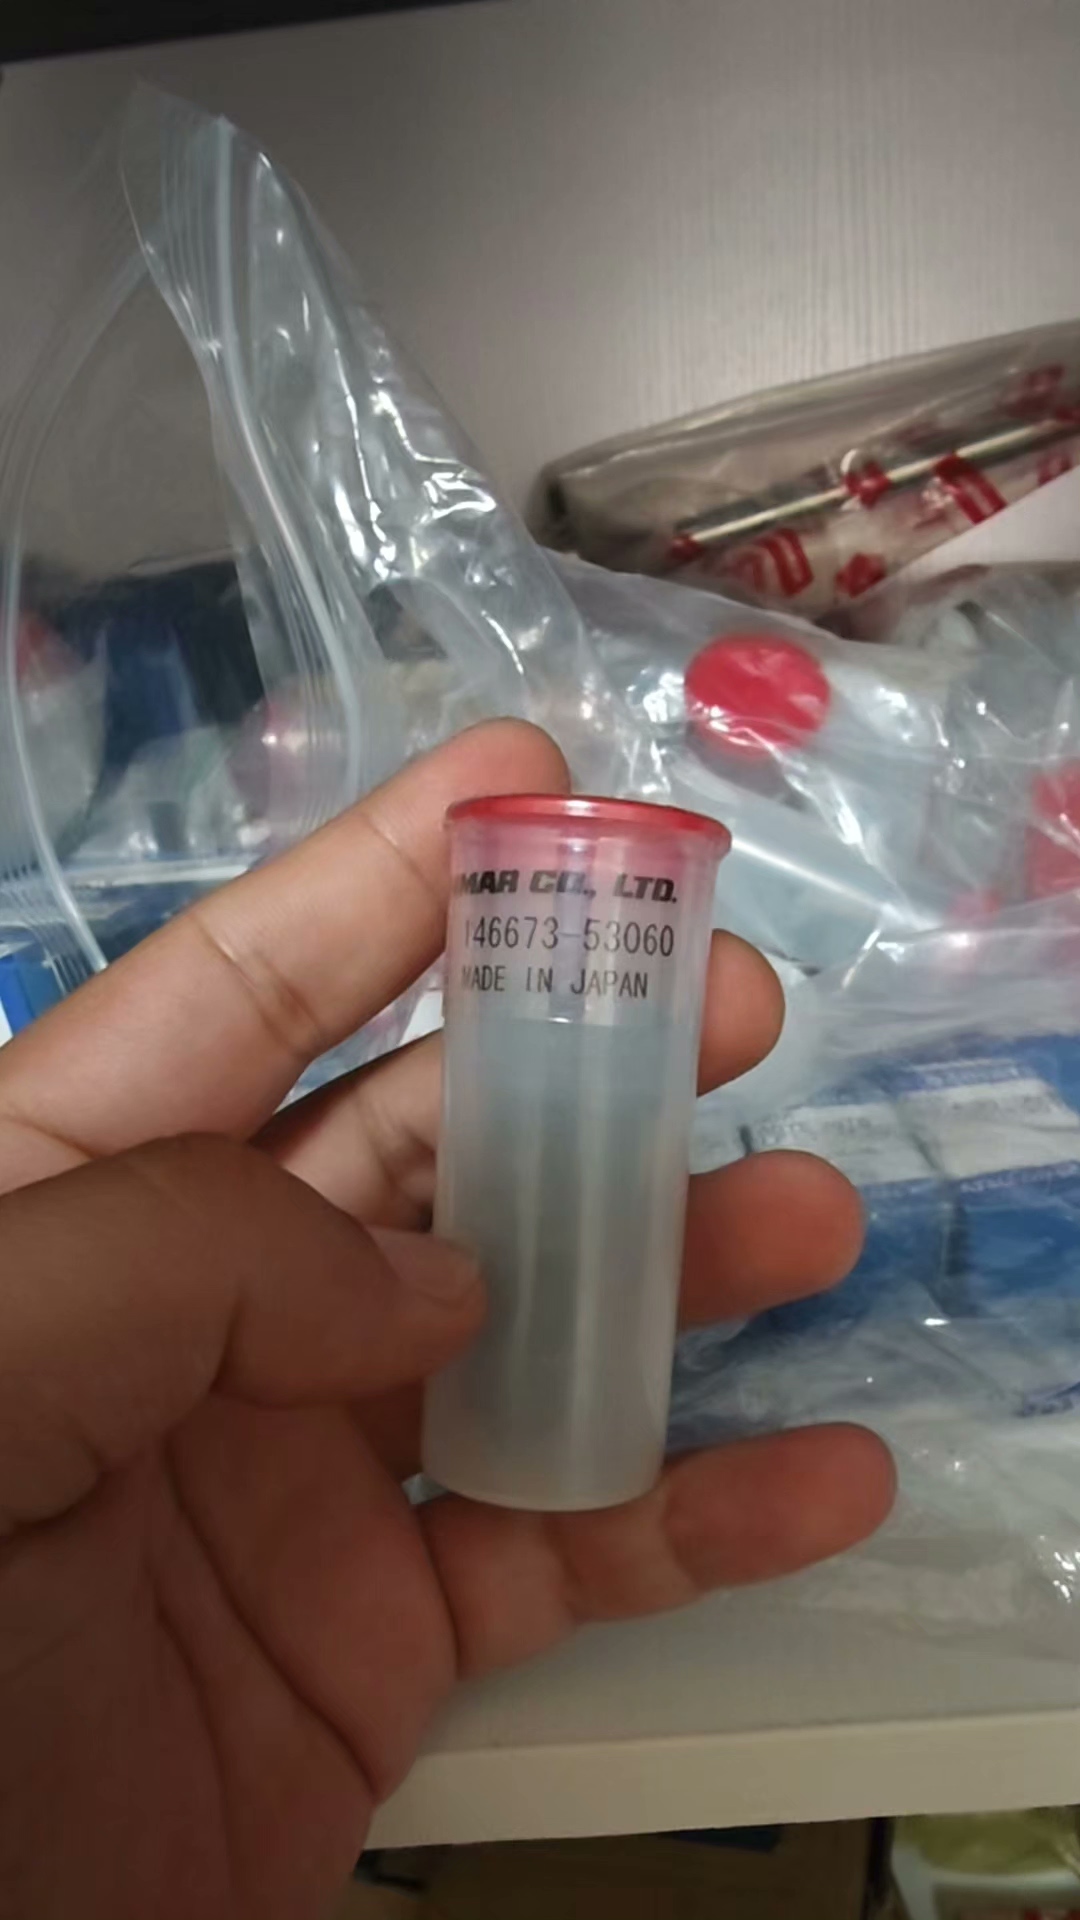 MAR CO., LTD.
146673-53060
MADE IN JAPAN